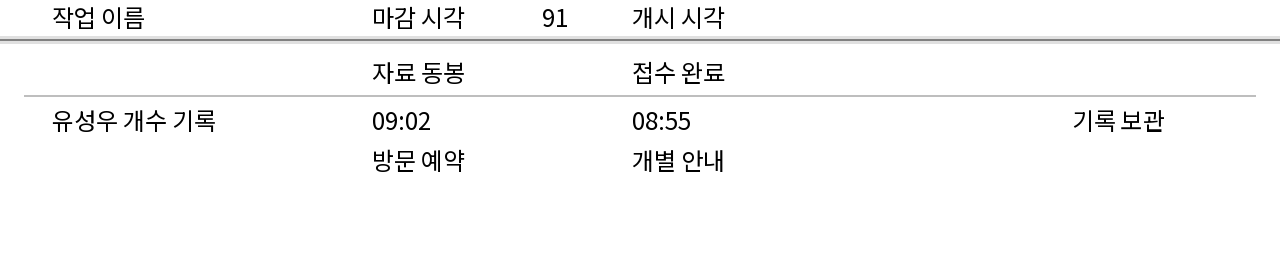 작업 이름 마감 시각 91 개시 시각
자료 동봉 접수 완료
유성우 개수 기록 09:02 08:55 기록 보관
방문 예약 개별 안내